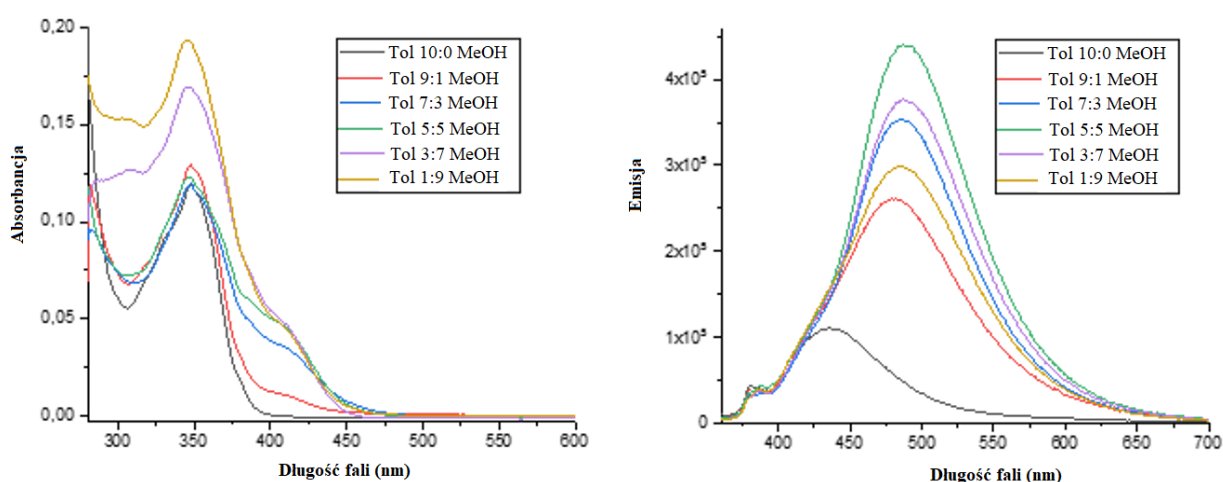 0,20
0,15
0,10
0,05
0,00
Absorbancja
300
350
400
450
500
550
600
Długość fali (nm)
Tol 10:0 MeOH
Tol 9:1 MeOH
Tol 7:3 MeOH
Tol 5:5 MeOH
Tol 3:7 MeOH
Tol 1:9 MeOH
4x10⁵
3x10⁵
2x10⁵
1x10⁵
0
Emisja
400
450
500
550
600
650
700
Długość fali (nm)
Tol 10:0 MeOH
Tol 9:1 MeOH
Tol 7:3 MeOH
Tol 5:5 MeOH
Tol 3:7 MeOH
Tol 1:9 MeOH